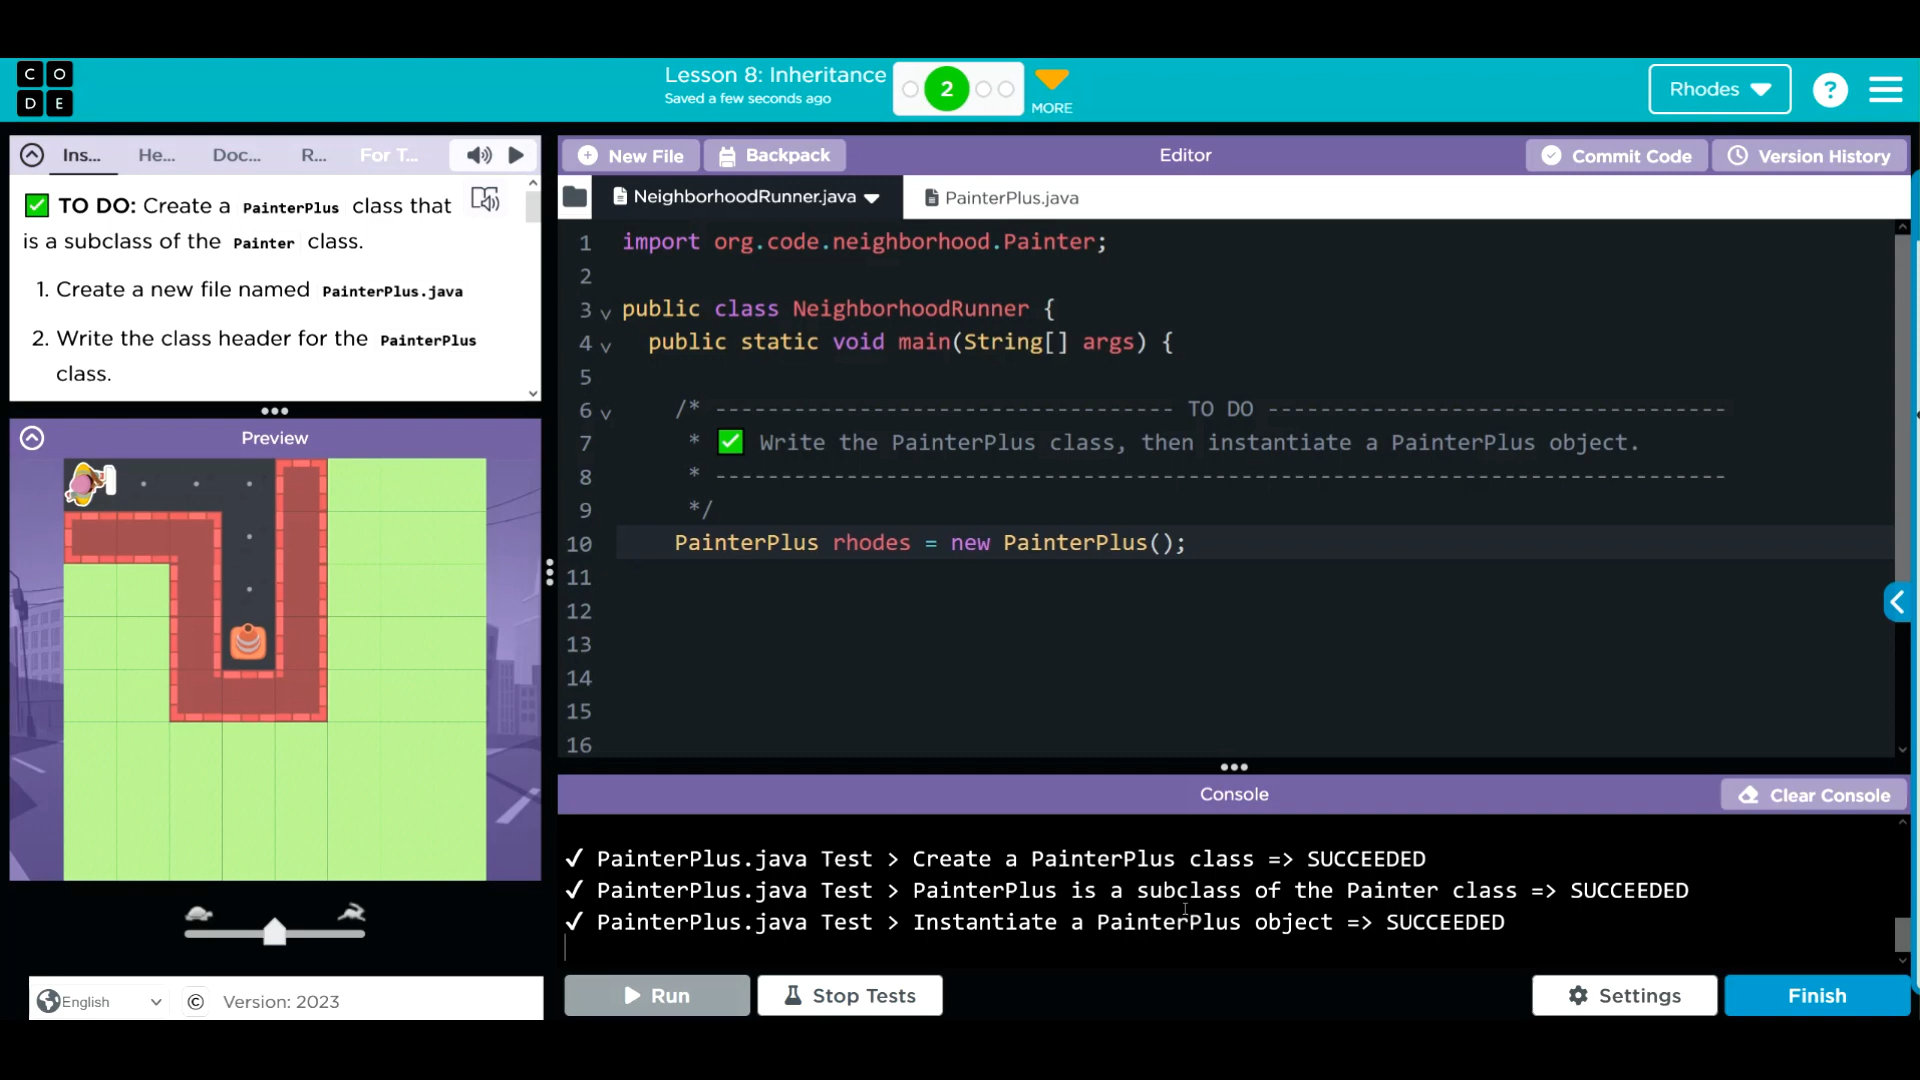 C O
D E
Lesson 8: Inheritance
Saved a few seconds ago
2
MORE
Rhodes
?
Ins...
He...
Doc...
R...
For T...
TO DO: Create a PainterPlus class that
is a subclass of the Painter class.
1. Create a new file named PainterPlus.java
2. Write the class header for the PainterPlus
class.
Preview
English
© Version: 2023
New File
Backpack
Editor
Commit Code
Version History
NeighborhoodRunner.java
PainterPlus.java
1 import org.code.neighborhood.Painter;
2
3 public class NeighborhoodRunner {
4 public static void main(String[] args) {
5
6 /* ----------------------------------- TO DO -----------------------------------
7 * ✅ Write the PainterPlus class, then instantiate a PainterPlus object.
8 * -----------------------------------------------------------------------------
9 */
10 PainterPlus rhodes = new PainterPlus();
11
12
13
14
15
16
Console
Clear Console
✓ PainterPlus.java Test > Create a PainterPlus class => SUCCEEDED
✓ PainterPlus.java Test > PainterPlus is a subclass of the Painter class => SUCCEEDED
✓ PainterPlus.java Test > Instantiate a PainterPlus object => SUCCEEDED
Run
Stop Tests
Settings
Finish